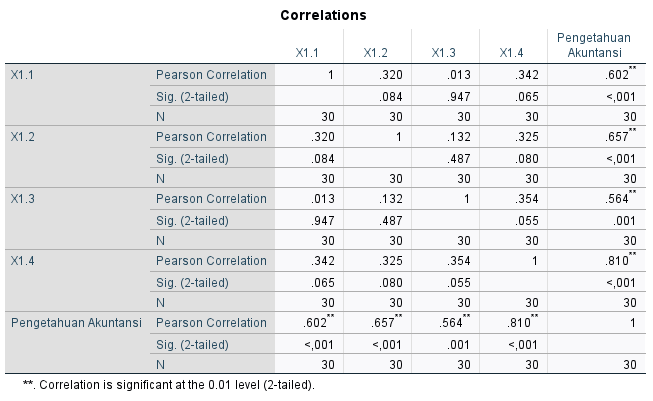 Correlations
X1.1 X1.2 X1.3 X1.4 Pengetahuan Akuntansi
X1.1 Pearson Correlation 1 .320 .013 .342 .602**
Sig. (2-tailed) .084 .947 .065 <,001
N 30 30 30 30 30
X1.2 Pearson Correlation .320 1 .132 .325 .657**
Sig. (2-tailed) .084 .487 .080 <,001
N 30 30 30 30 30
X1.3 Pearson Correlation .013 .132 1 .354 .564**
Sig. (2-tailed) .947 .487 .055 .001
N 30 30 30 30 30
X1.4 Pearson Correlation .342 .325 .354 1 .810**
Sig. (2-tailed) .065 .080 .055 <,001
N 30 30 30 30 30
Pengetahuan Akuntansi Pearson Correlation .602** .657** .564** .810** 1
Sig. (2-tailed) <,001 <,001 .001 <,001
N 30 30 30 30 30
**. Correlation is significant at the 0.01 level (2-tailed).